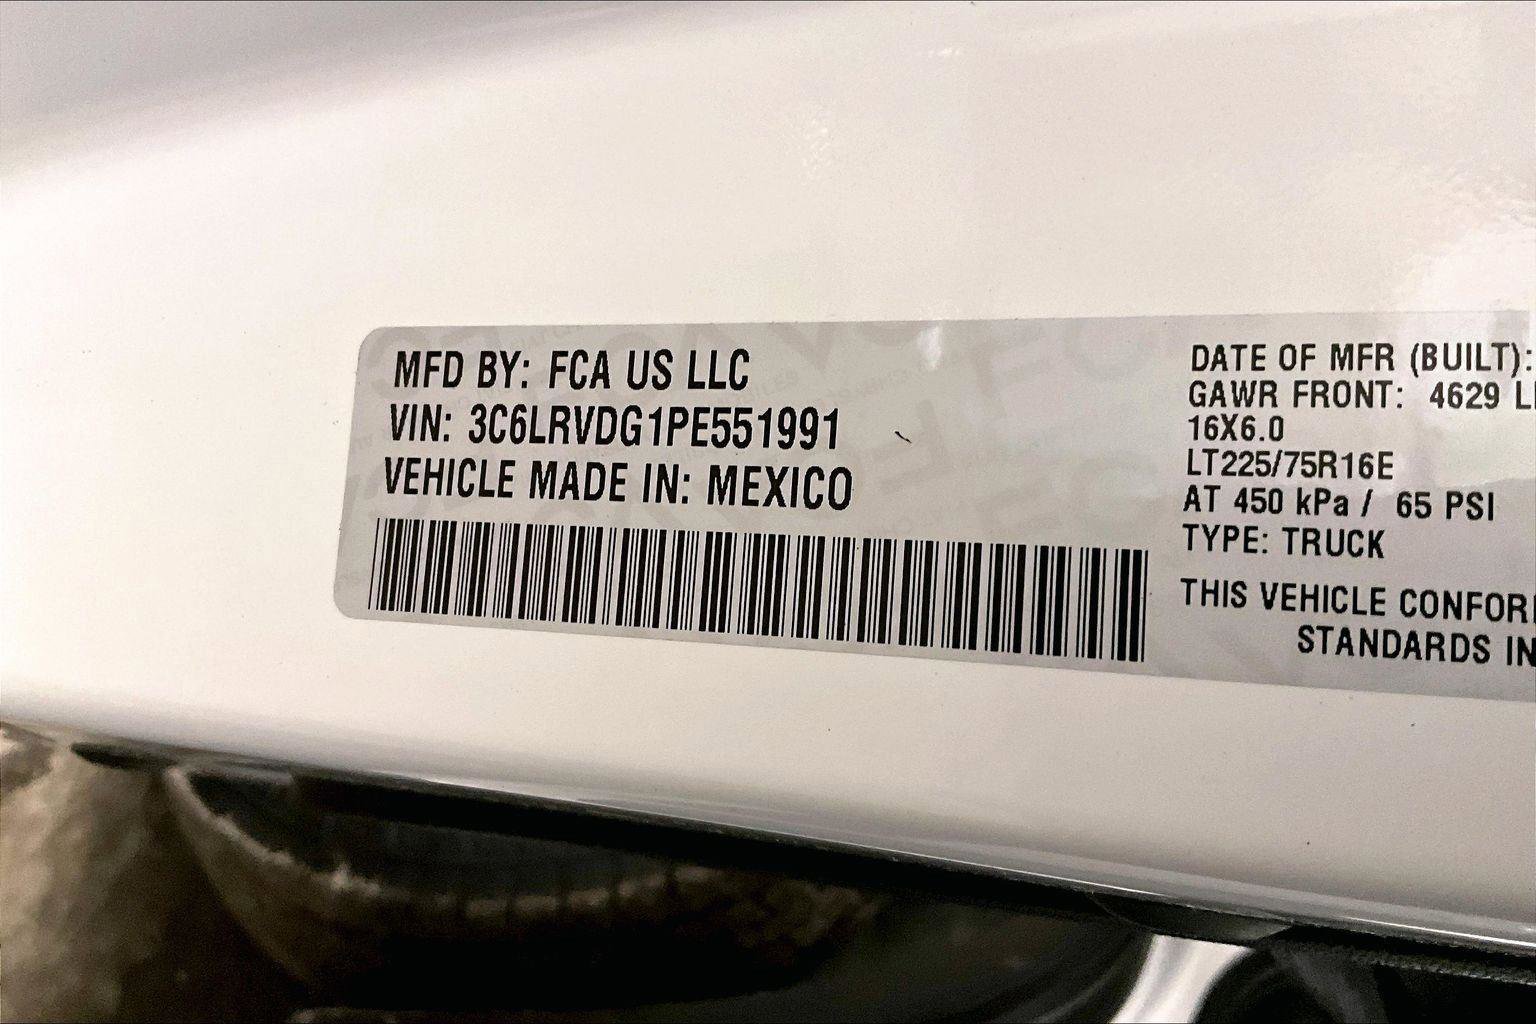 MFD BY: FCA US LLC
VIN: 3C6LRVDG1PE551991
VEHICLE MADE IN: MEXICO
DATE OF MFR (BUILT):
GAWR FRONT: 4629
16X6.0
LT225/75R16E
AT 450 kPa / 65 PSI
TYPE: TRUCK
THIS VEHICLE
STANDARDS IN